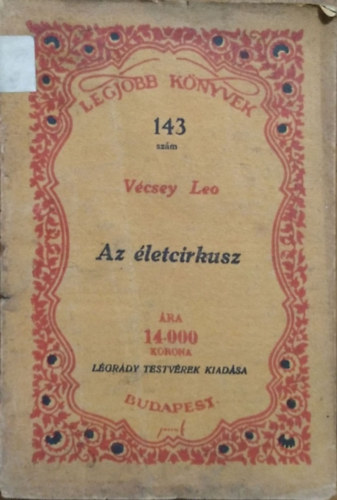 LEGJOBB KÖNYVEK
143
szám
Vécsey Leo
Az életcirkusz
ÁRA
14·000
KORONA
LÉGRÁDY TESTVÉREK KIADÁSA
BUDAPEST